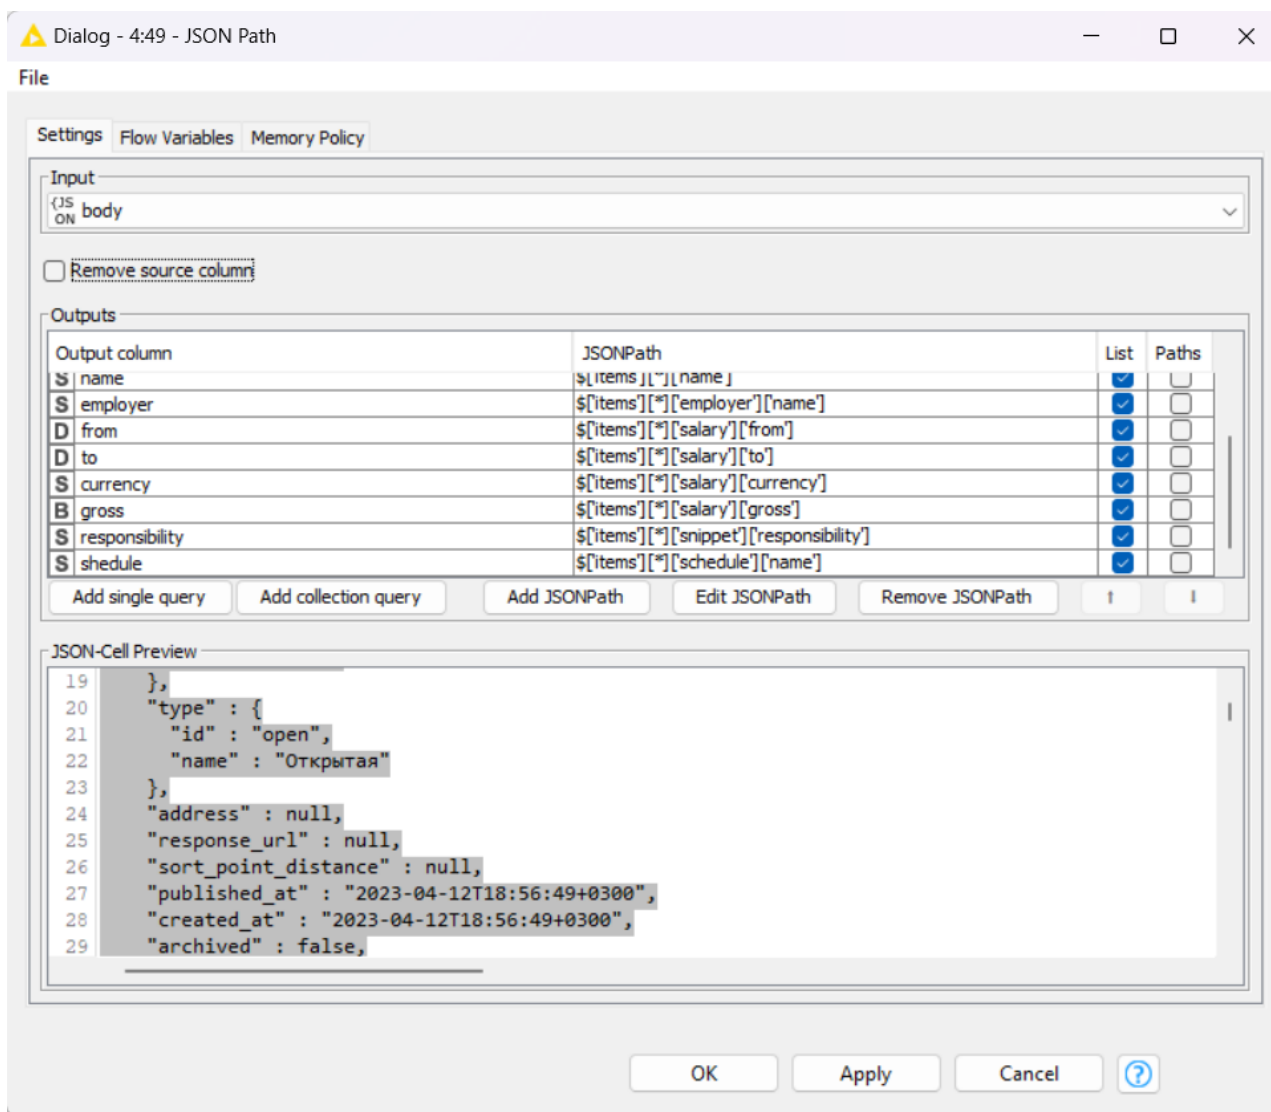 Dialog - 4:49 - JSON Path
File
Settings Flow Variables Memory Policy
Input
{JS ON body
Remove source column
Outputs
Output column JSONPath List Paths
S name $['items'][*]['name']
S employer $['items'][*]['employer']['name']
D from $['items'][*]['salary']['from']
D to $['items'][*]['salary']['to']
S currency $['items'][*]['salary']['currency']
B gross $['items'][*]['salary']['gross']
S responsibility $['items'][*]['snippet']['responsibility']
S shedule $['items'][*]['schedule']['name']
Add single query Add collection query Add JSONPath Edit JSONPath Remove JSONPath
JSON-Cell Preview
19 },
20 "type" : {
21 "id" : "open",
22 "name" : "Открытая"
23 },
24 "address" : null,
25 "response_url" : null,
26 "sort_point_distance" : null,
27 "published_at" : "2023-04-12T18:56:49+0300",
28 "created_at" : "2023-04-12T18:56:49+0300",
29 "archived" : false,
OK Apply Cancel ?